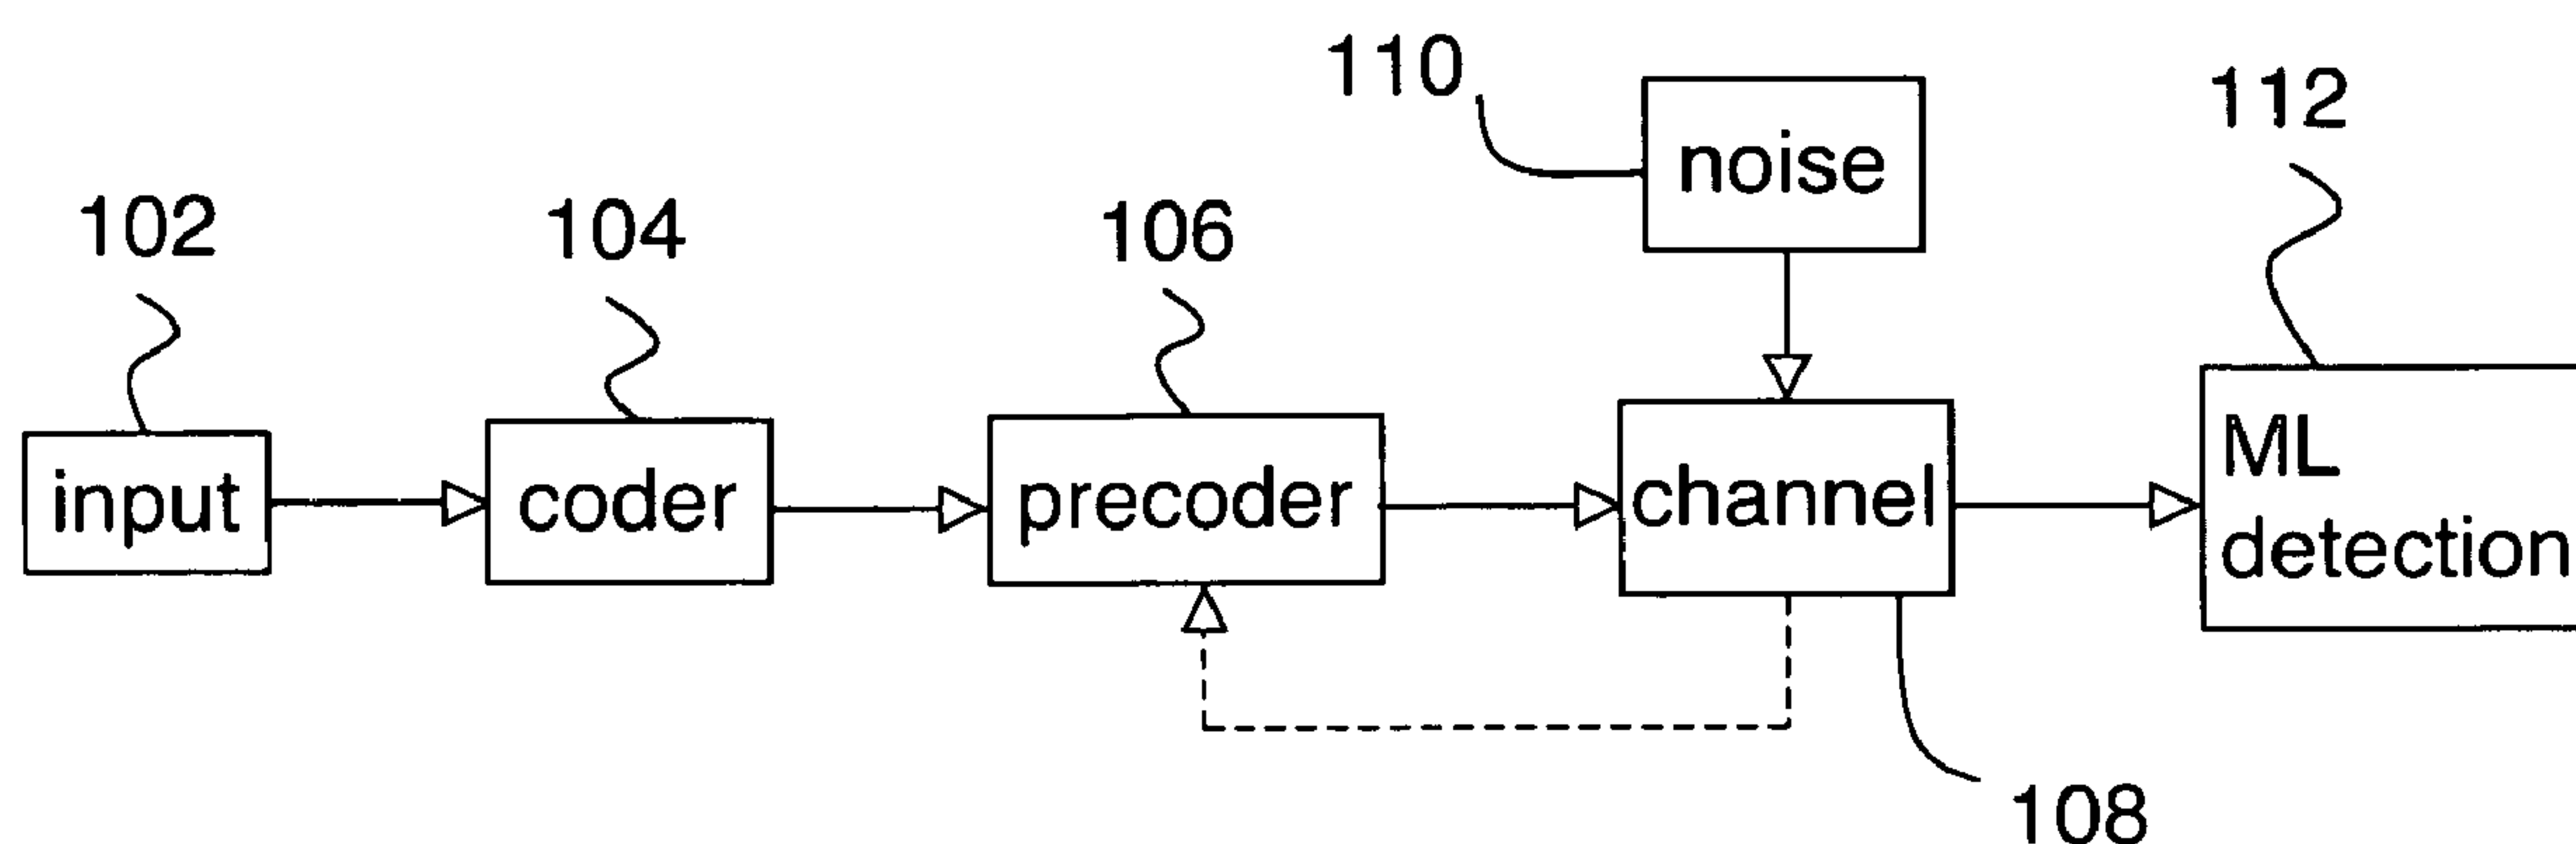 110
112
102
104
106
noise
input
coder
precoder
channel
ML
detection
108